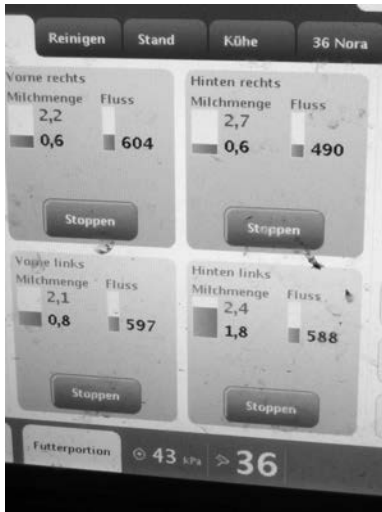 Reinigen Stand Kühe 36 Nora
Vorne rechts
Milchmenge Fluss
2,2
0,6 604
Stoppen
Hinten rechts
Milchmenge Fluss
2,7
0,6 490
Stoppen
Vorne links
Milchmenge Fluss
2,1
0,8 597
Stoppen
Hinten links
Milchmenge Fluss
2,4
1,8 588
Stoppen
Futterportion 43 kPa 36